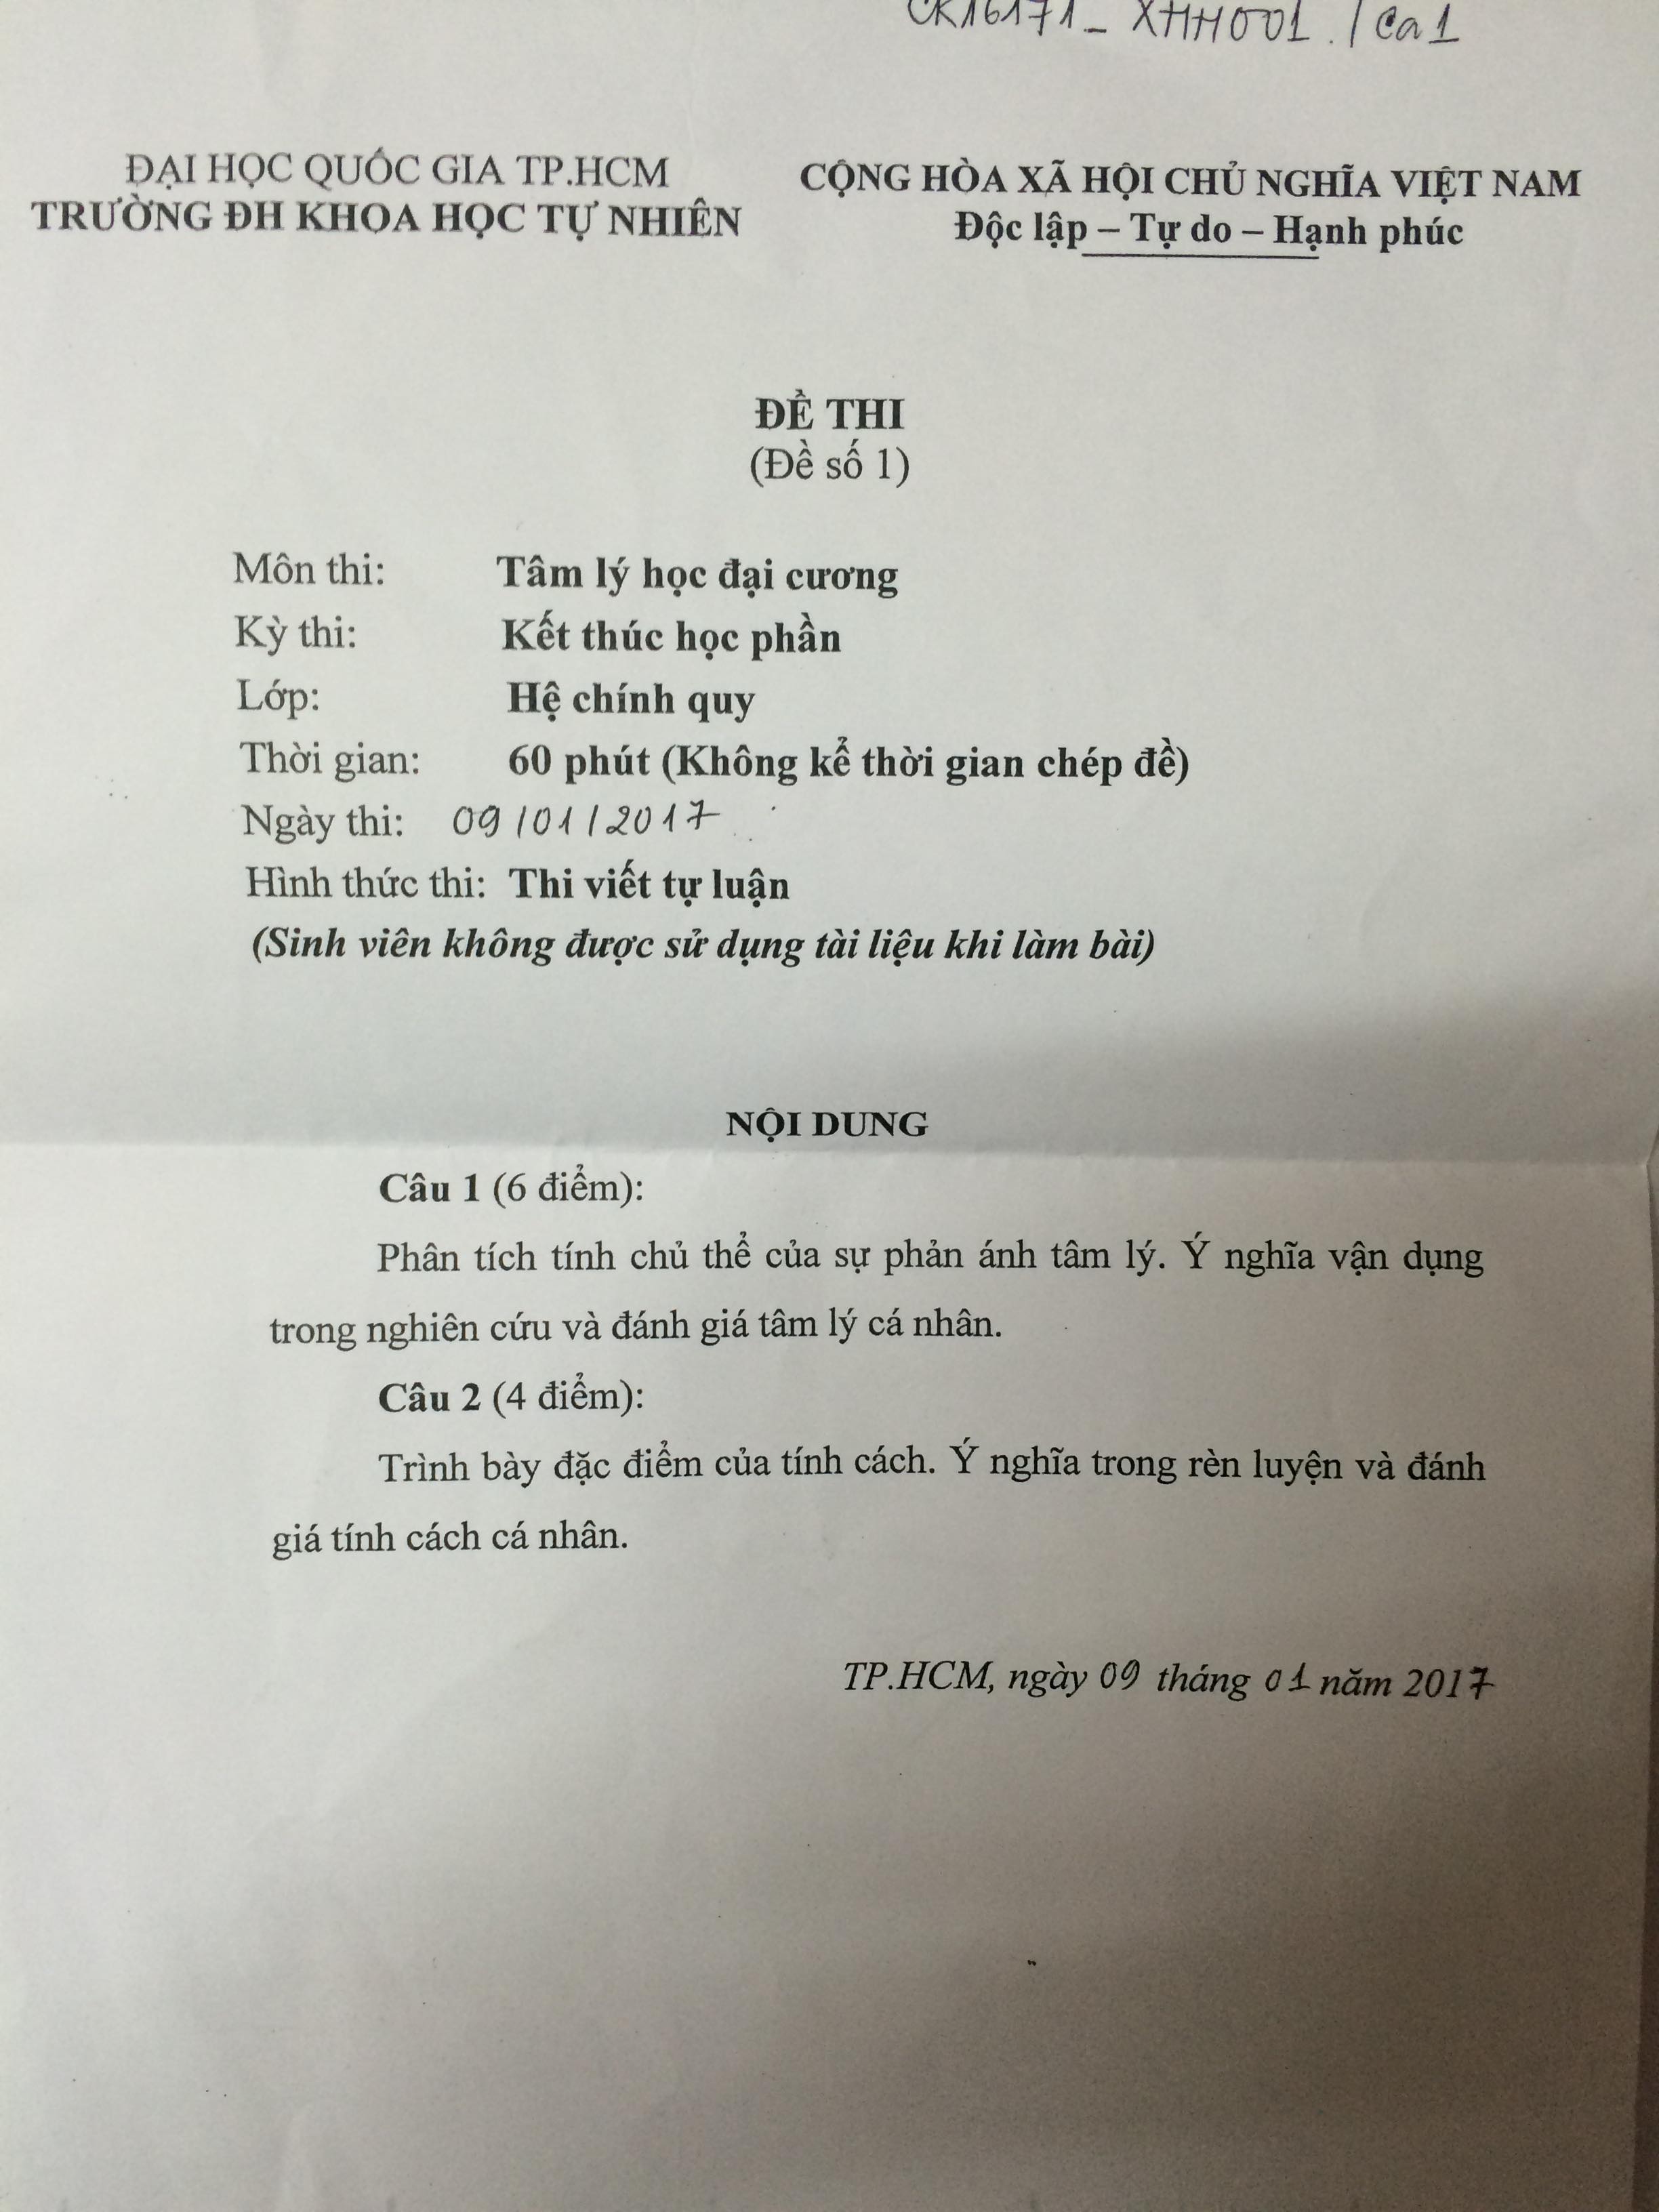 CK16171_XHH001./Ca1
ĐẠI HỌC QUỐC GIA TP.HCM
TRƯỜNG ĐH KHOA HỌC TỰ NHIÊN
CỘNG HÒA XÃ HỘI CHỦ NGHĨA VIỆT NAM
Độc lập – Tự do – Hạnh phúc
ĐỀ THI
(Đề số 1)
Môn thi: Tâm lý học đại cương
Kỳ thi: Kết thúc học phần
Lớp: Hệ chính quy
Thời gian: 60 phút (Không kể thời gian chép đề)
Ngày thi: 09/01/2017
Hình thức thi: Thi viết tự luận
(Sinh viên không được sử dụng tài liệu khi làm bài)
NỘI DUNG
Câu 1 (6 điểm):
Phân tích tính chủ thể của sự phản ánh tâm lý. Ý nghĩa vận dụng
trong nghiên cứu và đánh giá tâm lý cá nhân.
Câu 2 (4 điểm):
Trình bày đặc điểm của tính cách. Ý nghĩa trong rèn luyện và đánh
giá tính cách cá nhân.
TP.HCM, ngày 09 tháng 01 năm 2017